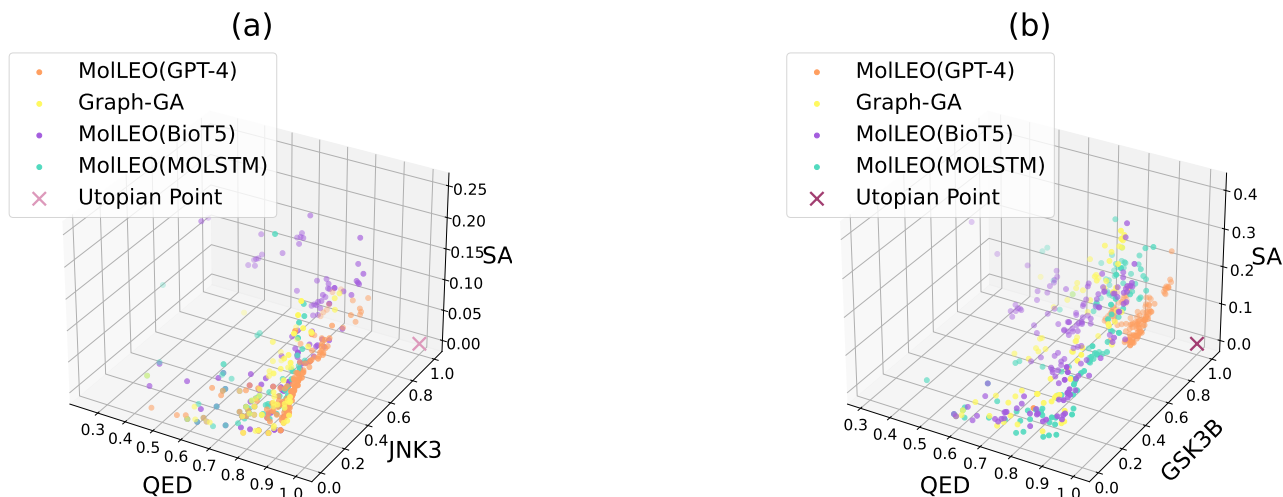 (a)
MolLEO(GPT-4)
Graph-GA
MolLEO(BioT5)
MolLEO(MOLSTM)
Utopian Point
0.25
0.20
0.15
0.10
0.05
0.00
SA
0.3
0.4
0.5
0.6
0.7
0.8
0.9
1.0
QED
0.0
0.2
0.4
0.6
0.8
1.0
JNK3
(b)
MolLEO(GPT-4)
Graph-GA
MolLEO(BioT5)
MolLEO(MOLSTM)
Utopian Point
0.4
0.3
0.2
0.1
0.0
SA
0.3
0.4
0.5
0.6
0.7
0.8
0.9
1.0
QED
0.0
0.2
0.4
0.6
0.8
1.0
GSK3B